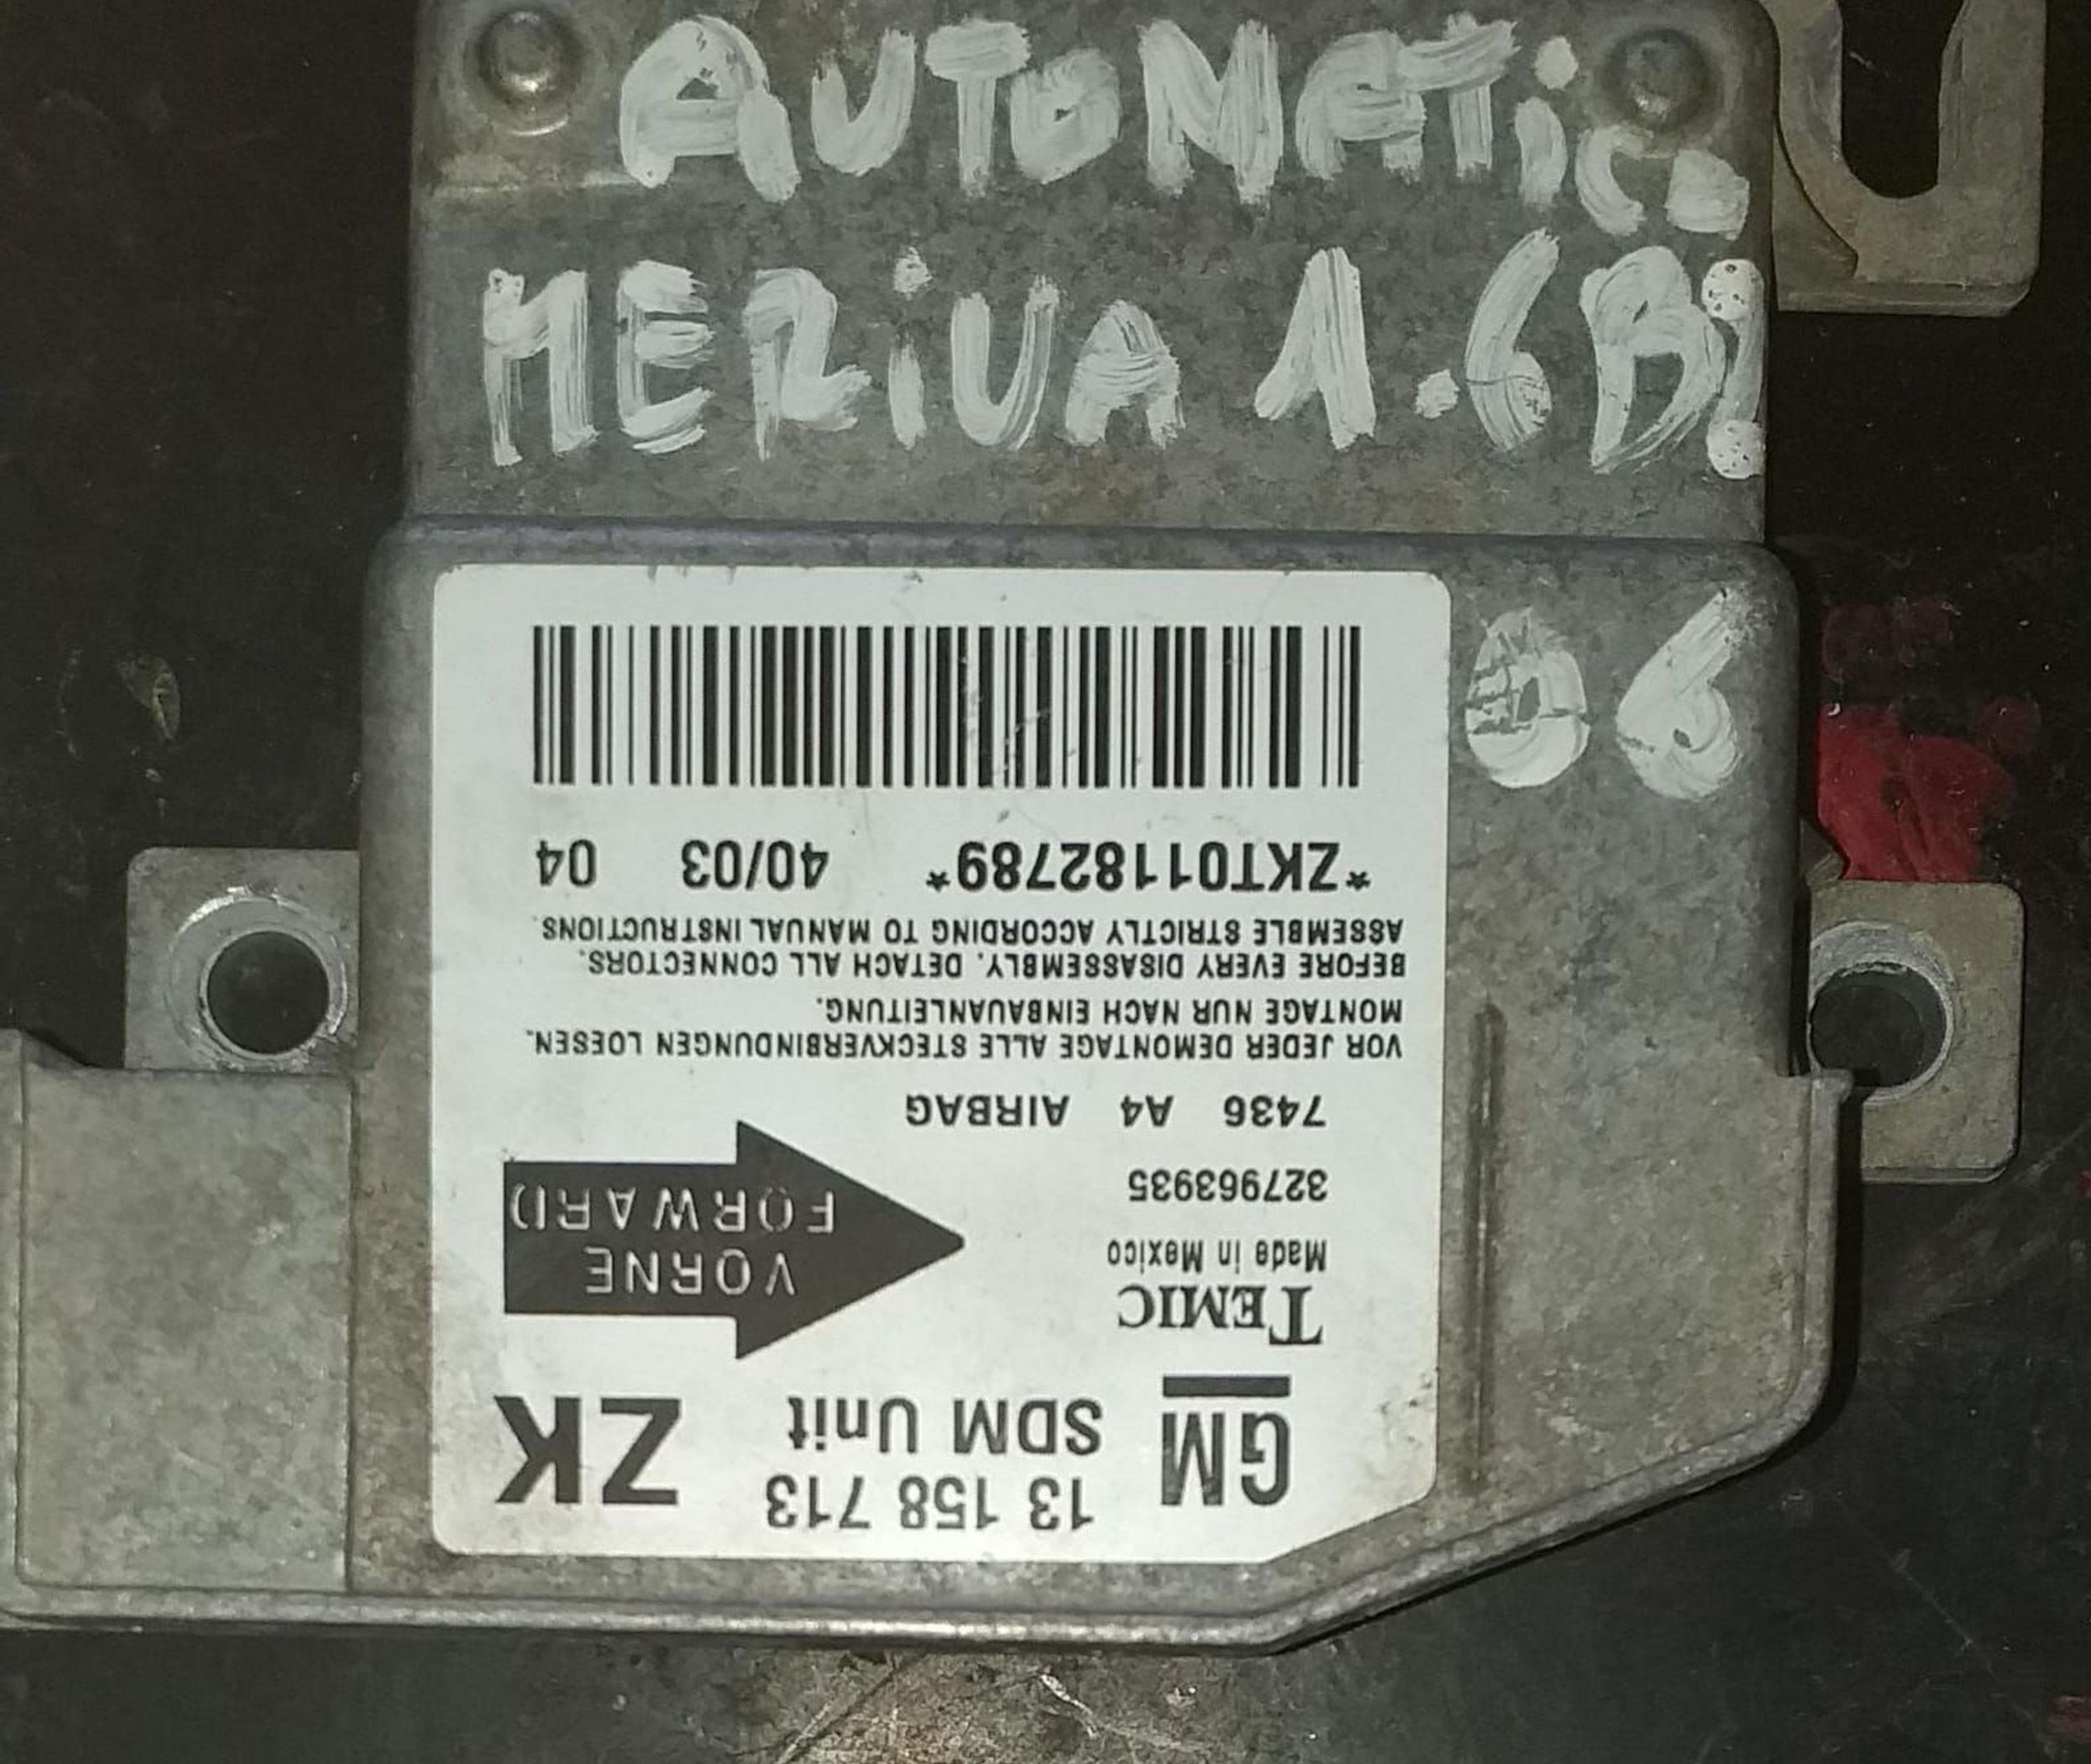 AUTOMATiC
MERiVA 1.6B!
06
13 158 713
GM SDM Unit ZK
TEMIC
Made in Mexico
VORNE
FORWARD
327963935
7436 A4 AIRBAG
VOR JEDER DEMONTAGE ALLE STECKVERBINDUNGEN LOESEN.
MONTAGE NUR NACH EINBAUANLEITUNG.
BEFORE EVERY DISASSEMBLY. DETACH ALL CONNECTORS.
ASSEMBLE STRICTLY ACCORDING TO MANUAL INSTRUCTIONS.
*ZKT01182789* 40/03 04